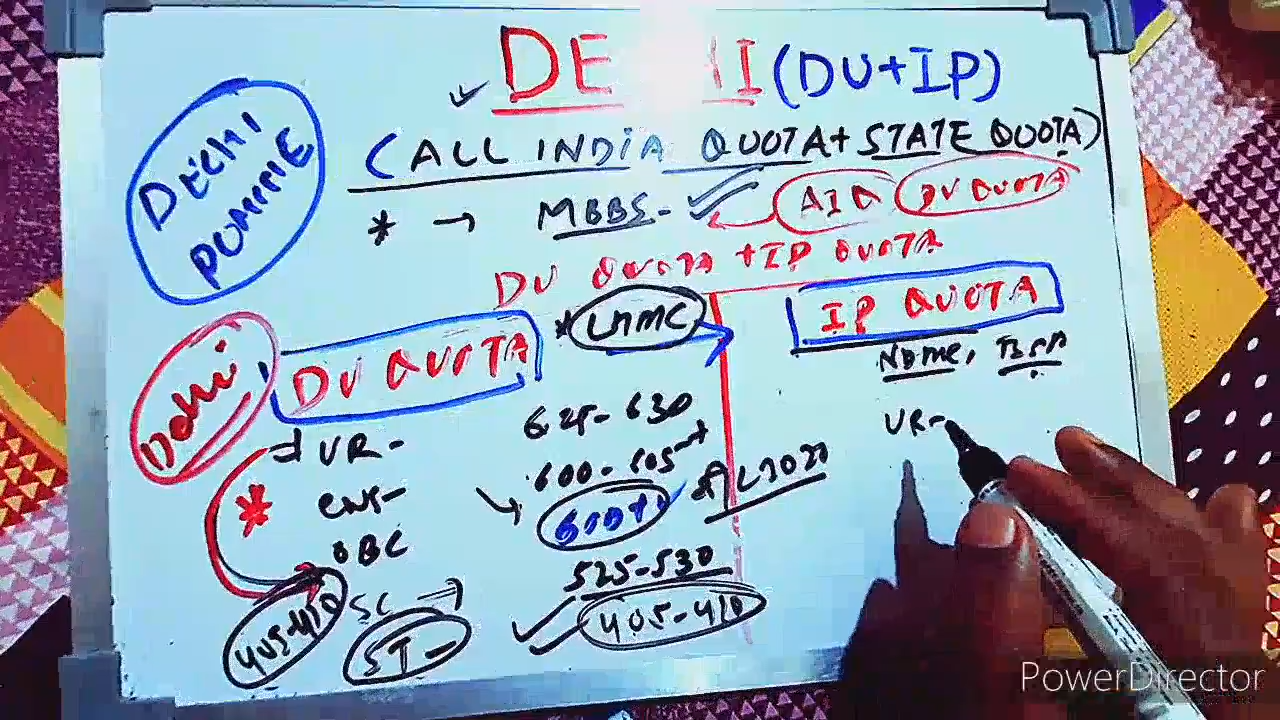 DE HI (DU+IP)
(ALL INDIA QUOTA+ STATE QUOTA)
* → MBBS-
AIQ DU QUOTA
DU QUOTA +IP QUOTA
DELHI
Delhi
DU QUOTA
* LHMC
IP QUOTA
UR-
UR-
625-630
EWS-
OBC
600+
SC →
525-530
ST-
405-410
405-410
PowerDirector